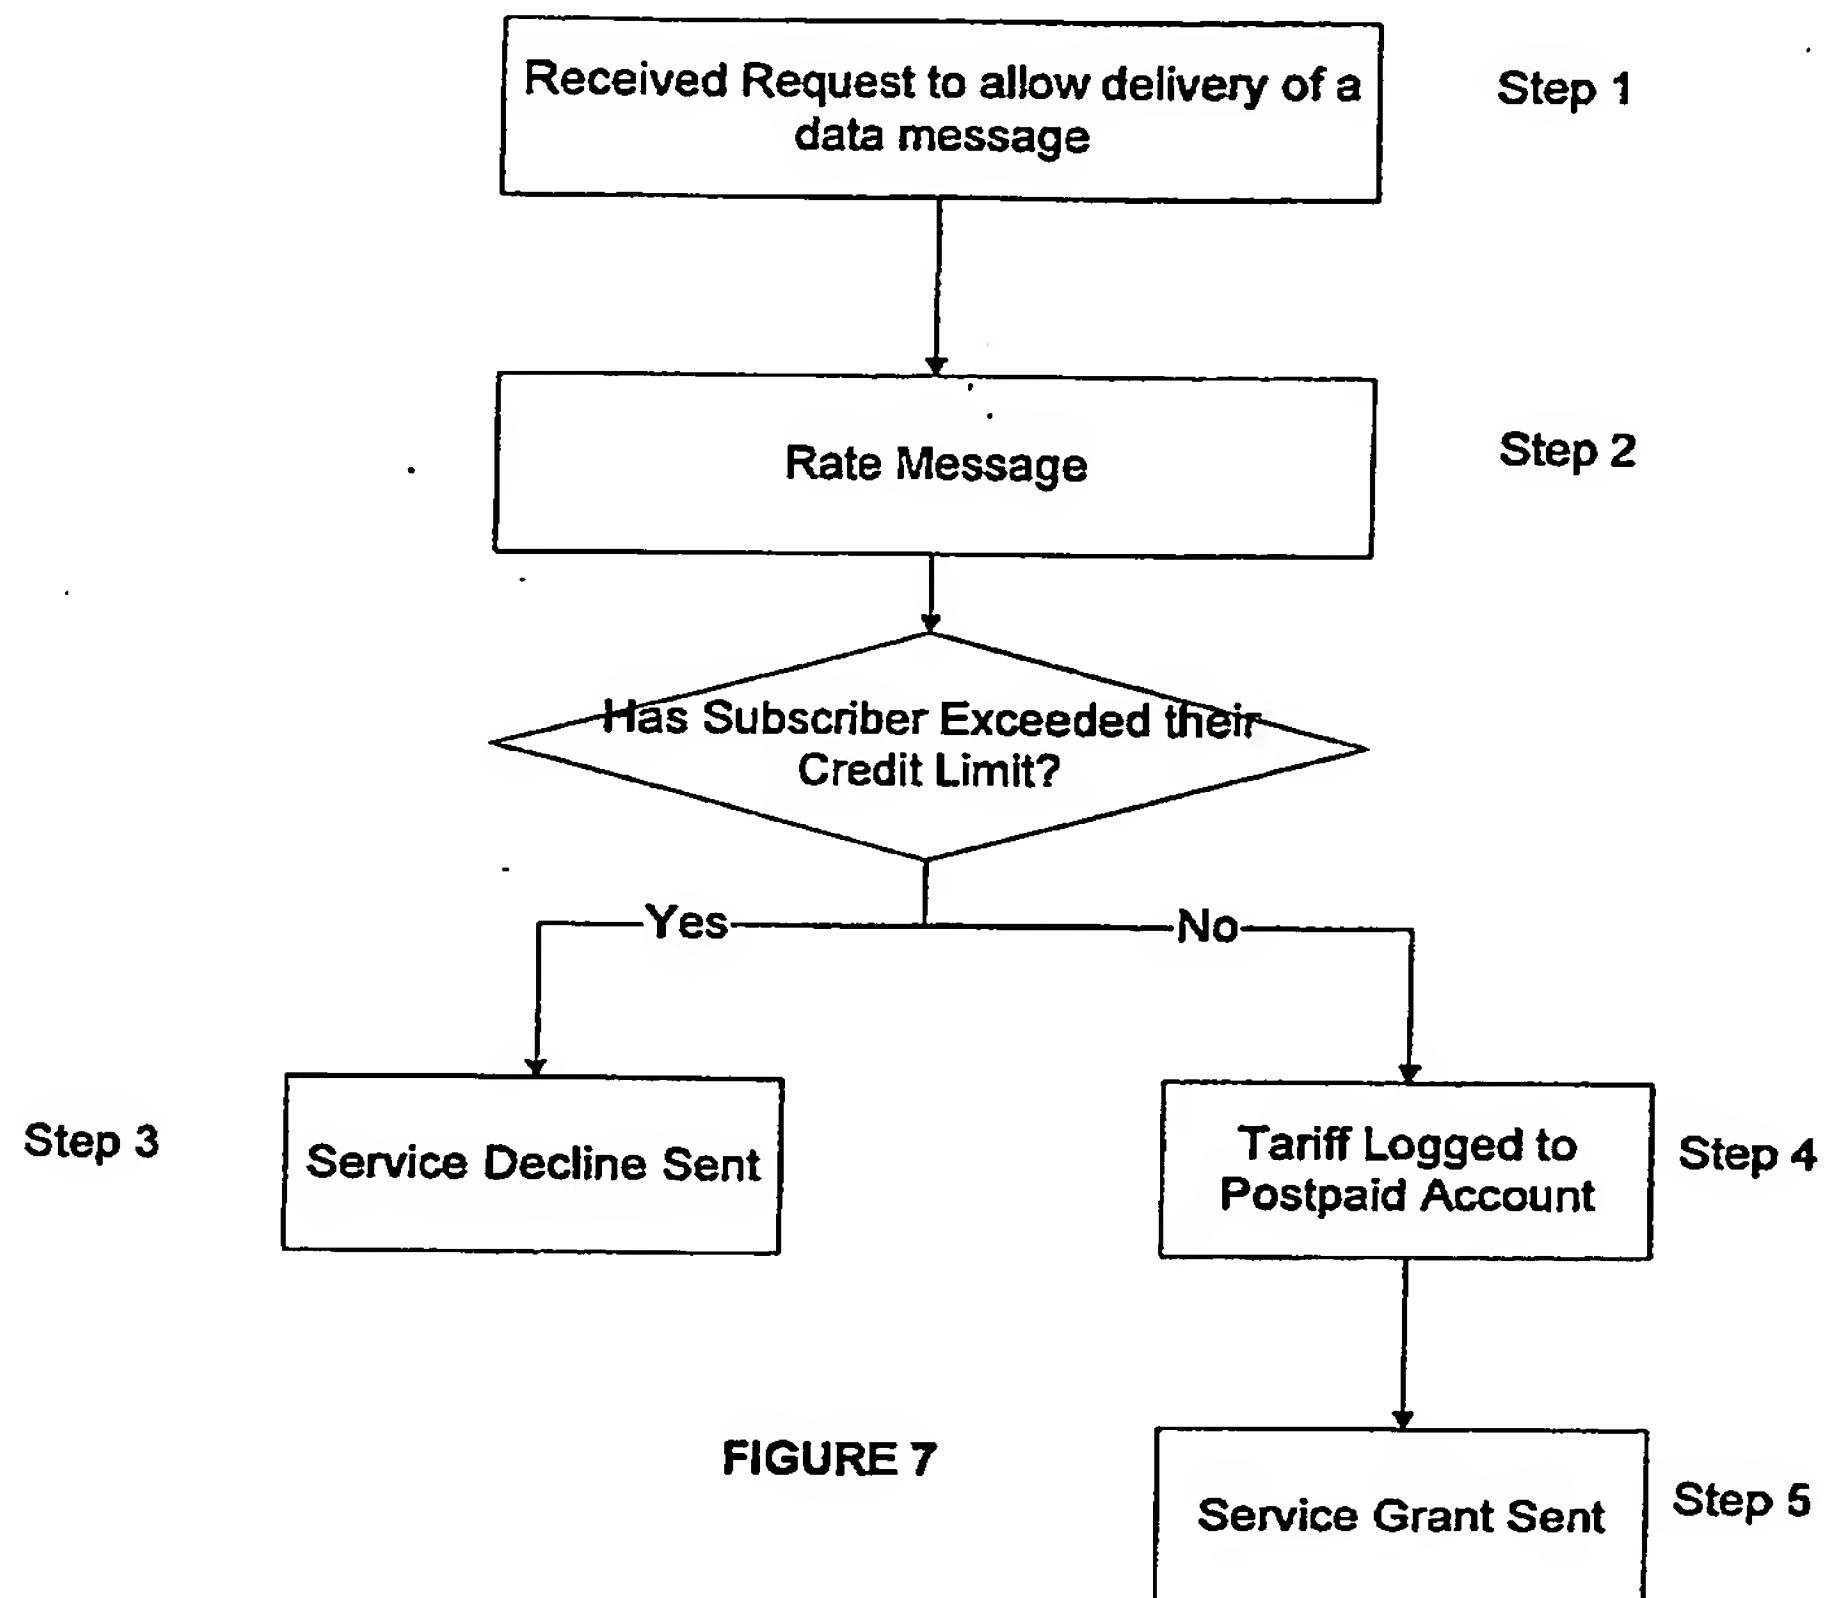 Received Request to allow delivery of a
data message
Step 1
Rate Message
Step 2
Has Subscriber Exceeded their
Credit Limit?
Yes
No
Step 3
Service Decline Sent
Tariff Logged to
Postpaid Account
Step 4
FIGURE 7
Service Grant Sent
Step 5